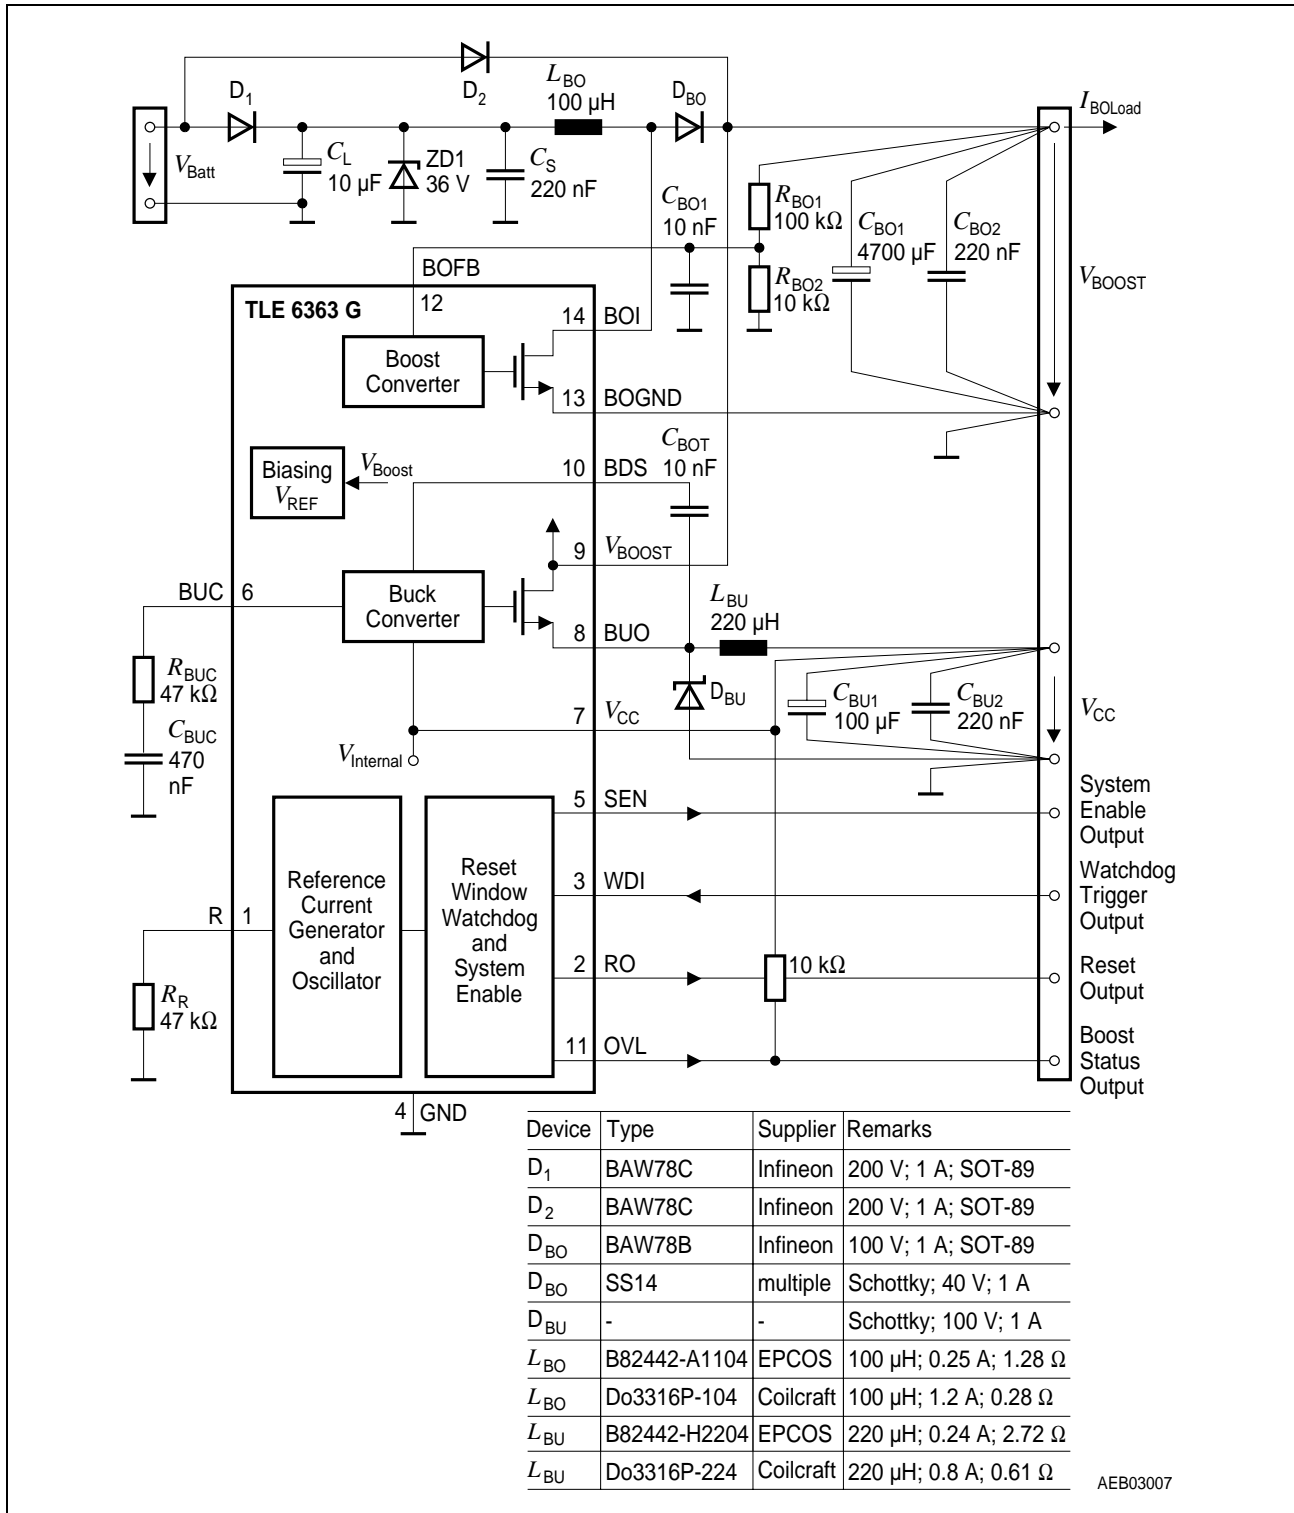 D2
LBO
100 µH
D1
DBO
IBOLoad
VBatt
CL
10 µF
ZD1
36 V
CS
220 nF
CBO1
10 nF
RBO1
100 kΩ
CBO1
4700 µF
CBO2
220 nF
RBO2
10 kΩ
VBOOST
BOFB
12
TLE 6363 G
14 BOI
Boost
Converter
13 BOGND
CBOT
10 nF
Biasing
VREF
VBoost
10 BDS
9 VBOOST
BUC 6
Buck
Converter
LBU
220 µH
8 BUO
RBUC
47 kΩ
CBUC
470
nF
DBU
CBU1
100 µF
CBU2
220 nF
VCC
7 VCC
VInternal
5 SEN
System
Enable
Output
Reference
Current
Generator
and
Oscillator
Reset
Window
Watchdog
and
System
Enable
3 WDI
Watchdog
Trigger
Output
R 1
2 RO
10 kΩ
Reset
Output
RR
47 kΩ
11 OVL
Boost
Status
Output
4 GND
Device Type Supplier Remarks
D1 BAW78C Infineon 200 V; 1 A; SOT-89
D2 BAW78C Infineon 200 V; 1 A; SOT-89
DBO BAW78B Infineon 100 V; 1 A; SOT-89
DBO SS14 multiple Schottky; 40 V; 1 A
DBU - - Schottky; 100 V; 1 A
LBO B82442-A1104 EPCOS 100 µH; 0.25 A; 1.28 Ω
LBO Do3316P-104 Coilcraft 100 µH; 1.2 A; 0.28 Ω
LBU B82442-H2204 EPCOS 220 µH; 0.24 A; 2.72 Ω
LBU Do3316P-224 Coilcraft 220 µH; 0.8 A; 0.61 Ω
AEB03007